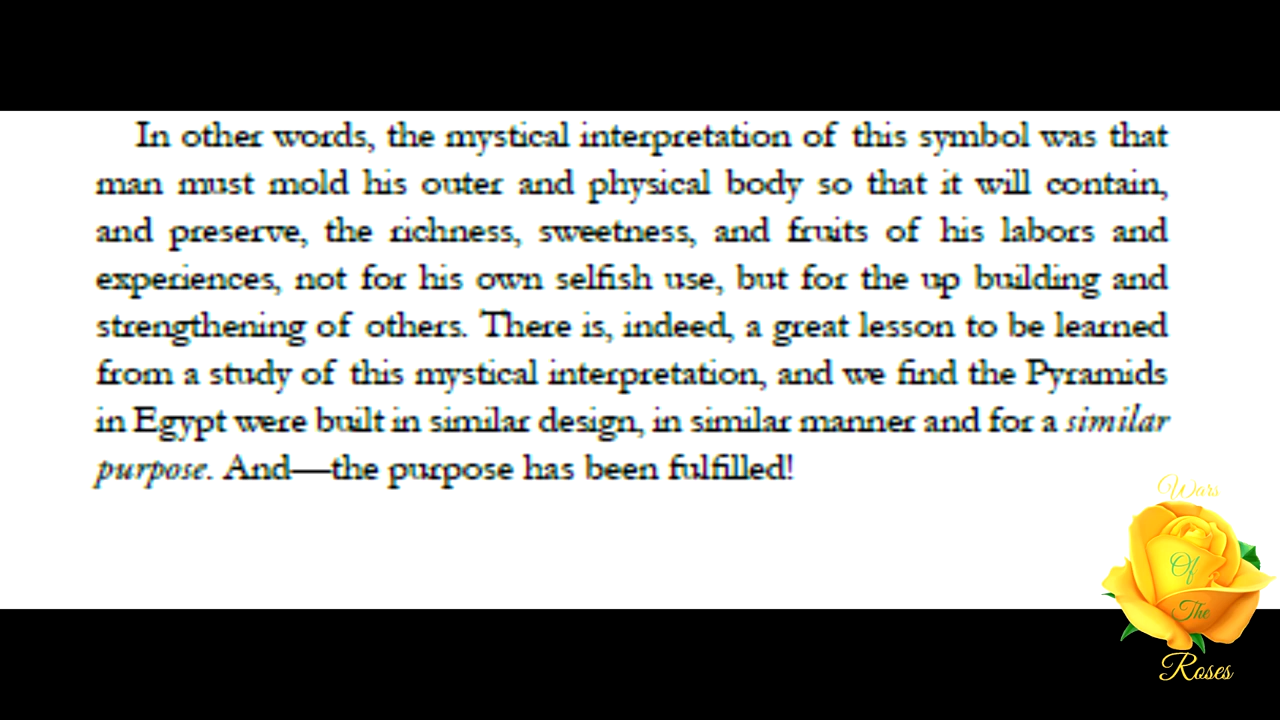 In other words, the mystical interpretation of this symbol was that
man must mold his outer and physical body so that it will contain,
and preserve, the richness, sweetness, and fruits of his labors and
experiences, not for his own selfish use, but for the up building and
strengthening of others. There is, indeed, a great lesson to be learned
from a study of this mystical interpretation, and we find the Pyramids
in Egypt were built in similar design, in similar manner and for a similar
purpose. And—the purpose has been fulfilled!
Wars
Of
The
Roses